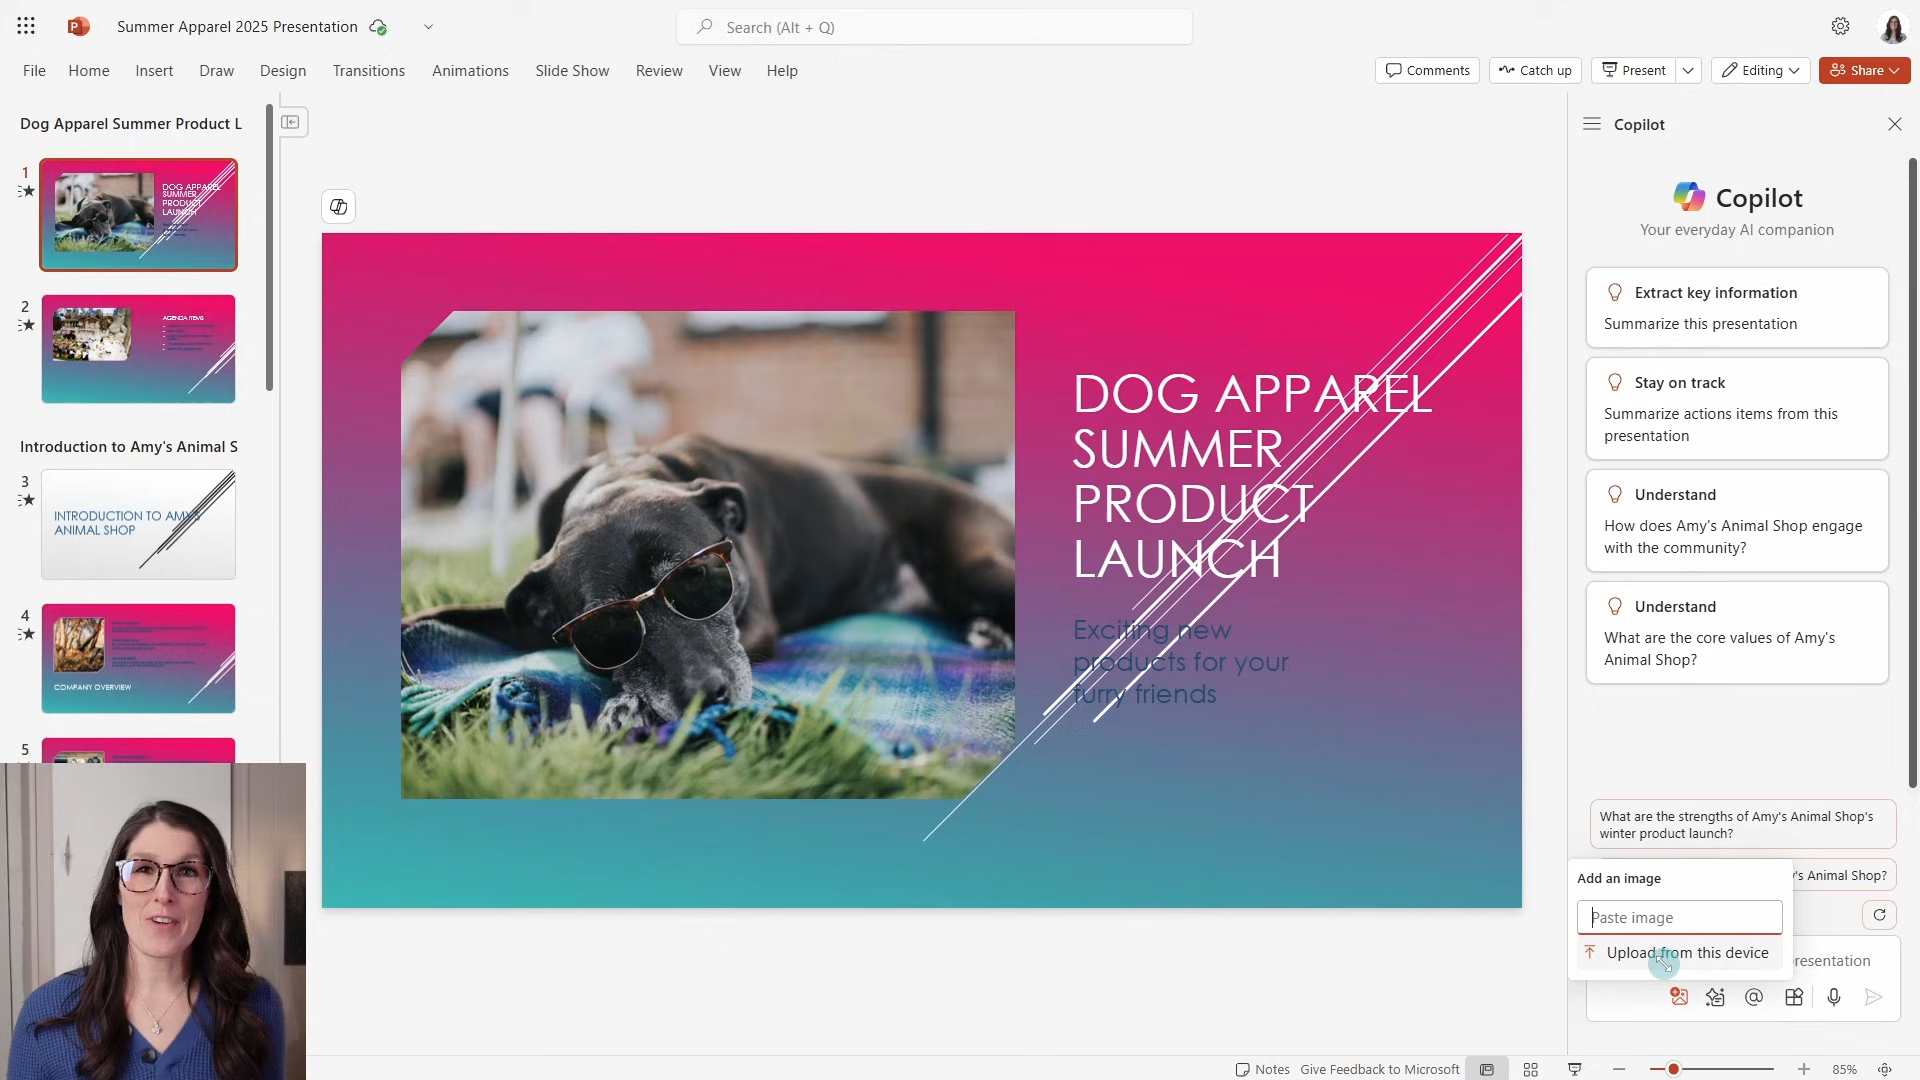 Summer Apparel 2025 Presentation
Search (Alt + Q)
File Home Insert Draw Design Transitions Animations Slide Show Review View Help
Comments Catch up Present Editing Share
Dog Apparel Summer Product L
1
DOG APPAREL
SUMMER
PRODUCT
LAUNCH
2
AGENDA ITEMS
Introduction to Amy's Animal S
3
INTRODUCTION TO AMY'S
ANIMAL SHOP
4
COMPANY OVERVIEW
5
DOG APPAREL
SUMMER
PRODUCT
LAUNCH
Exciting new
products for your
furry friends
Copilot
Copilot
Your everyday AI companion
Extract key information
Summarize this presentation
Stay on track
Summarize actions items from this
presentation
Understand
How does Amy's Animal Shop engage
with the community?
Understand
What are the core values of Amy's
Animal Shop?
What are the strengths of Amy's Animal Shop's
winter product launch?
's Animal Shop?
Add an image
Paste image
Upload from this device
resentation
Notes Give Feedback to Microsoft 85%